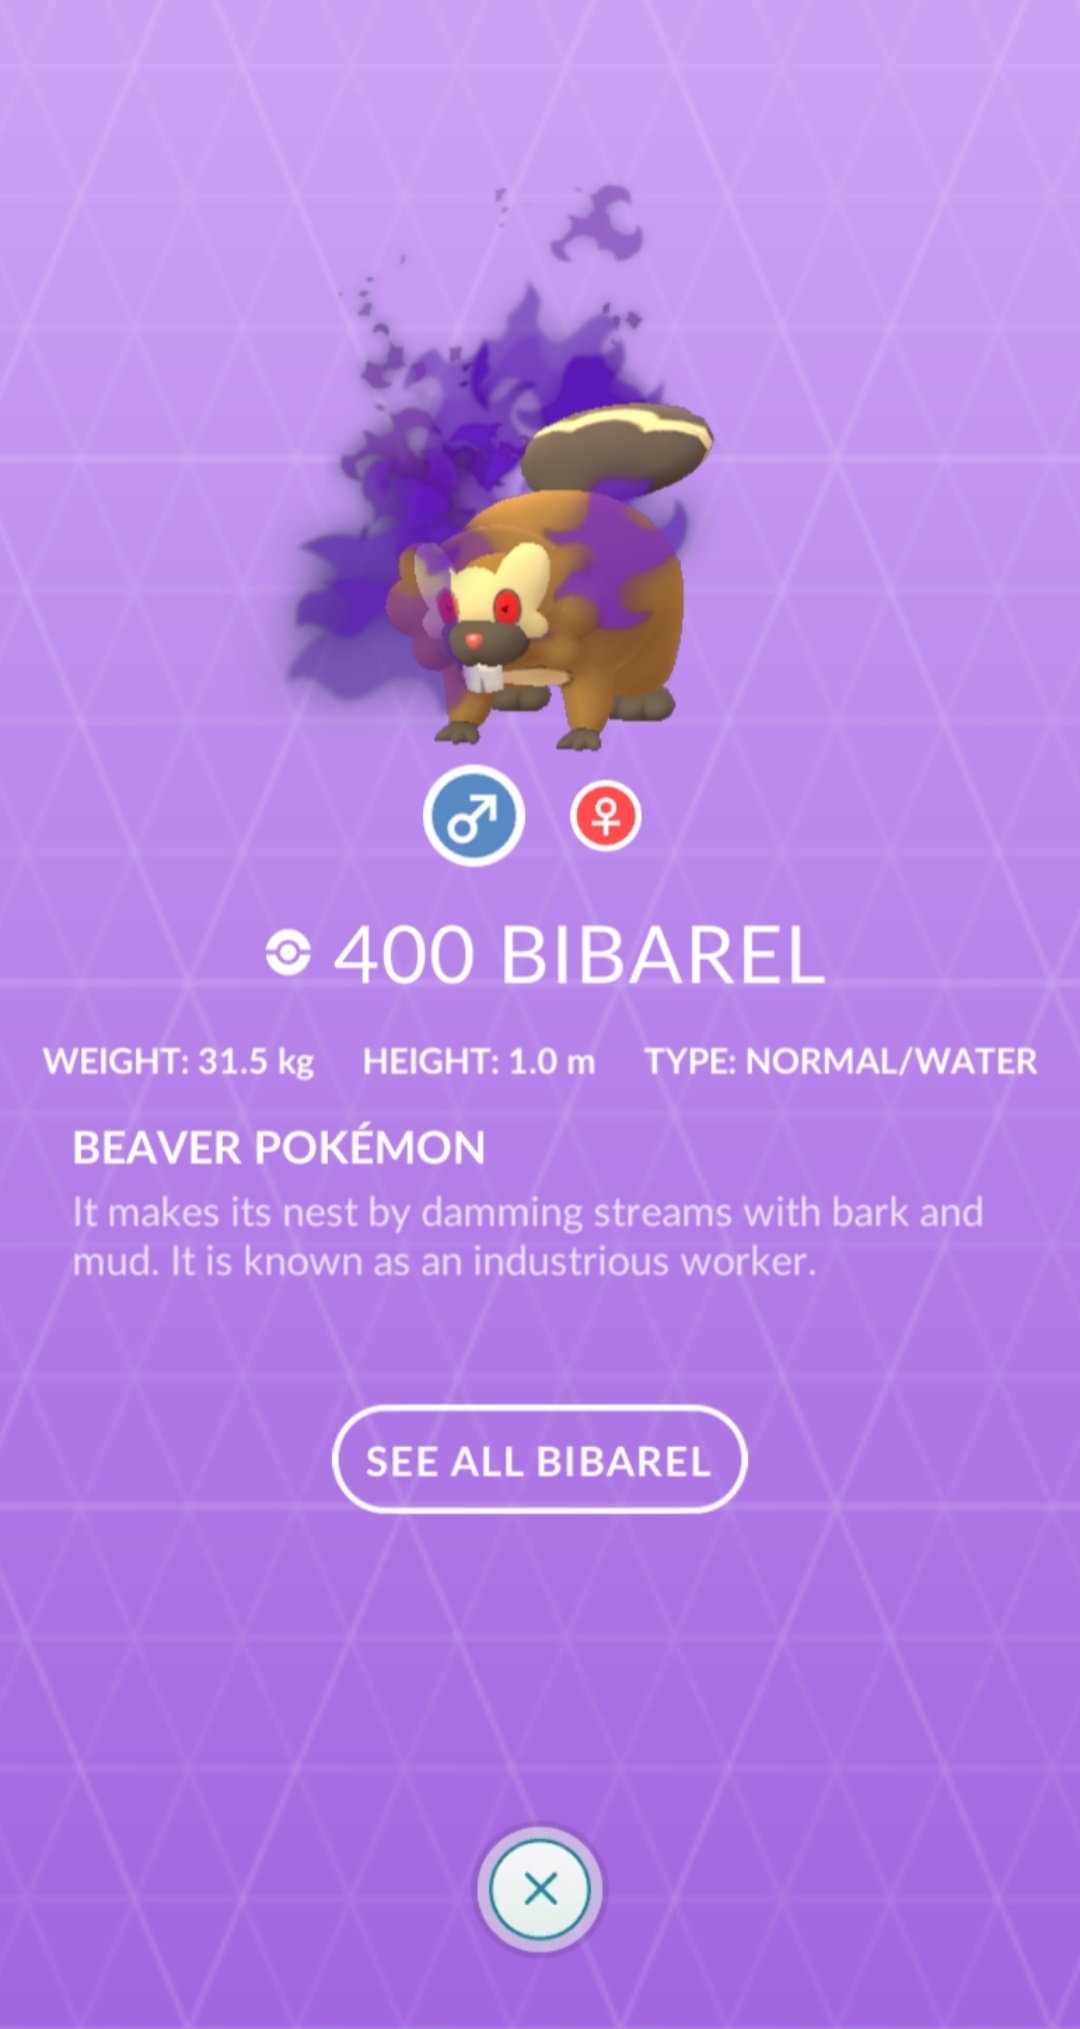 400 BIBAREL
WEIGHT: 31.5 kg HEIGHT: 1.0 m TYPE: NORMAL/WATER
BEAVER POKÉMON
It makes its nest by damming streams with bark and
mud. It is known as an industrious worker.
SEE ALL BIBAREL